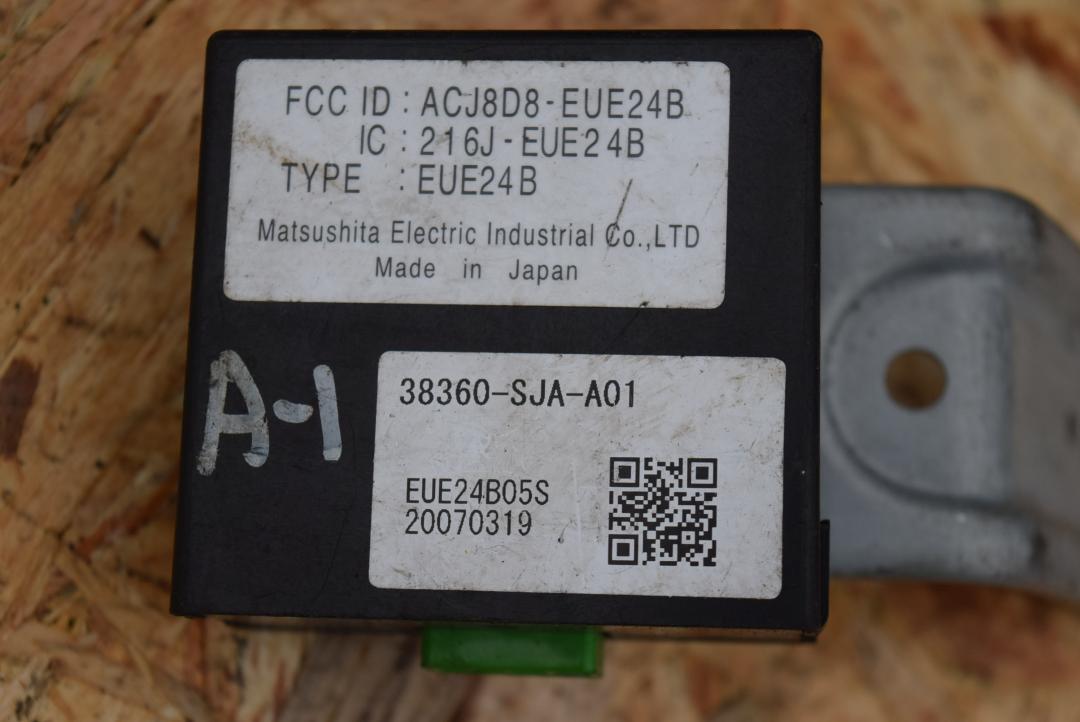 FCC ID : ACJ8D8-EUE24B
IC : 216J-EUE24B
TYPE : EUE24B
Matsushita Electric Industrial Co.,LTD
Made in Japan
A-1
38360-SJA-A01
EUE24B05S
20070319